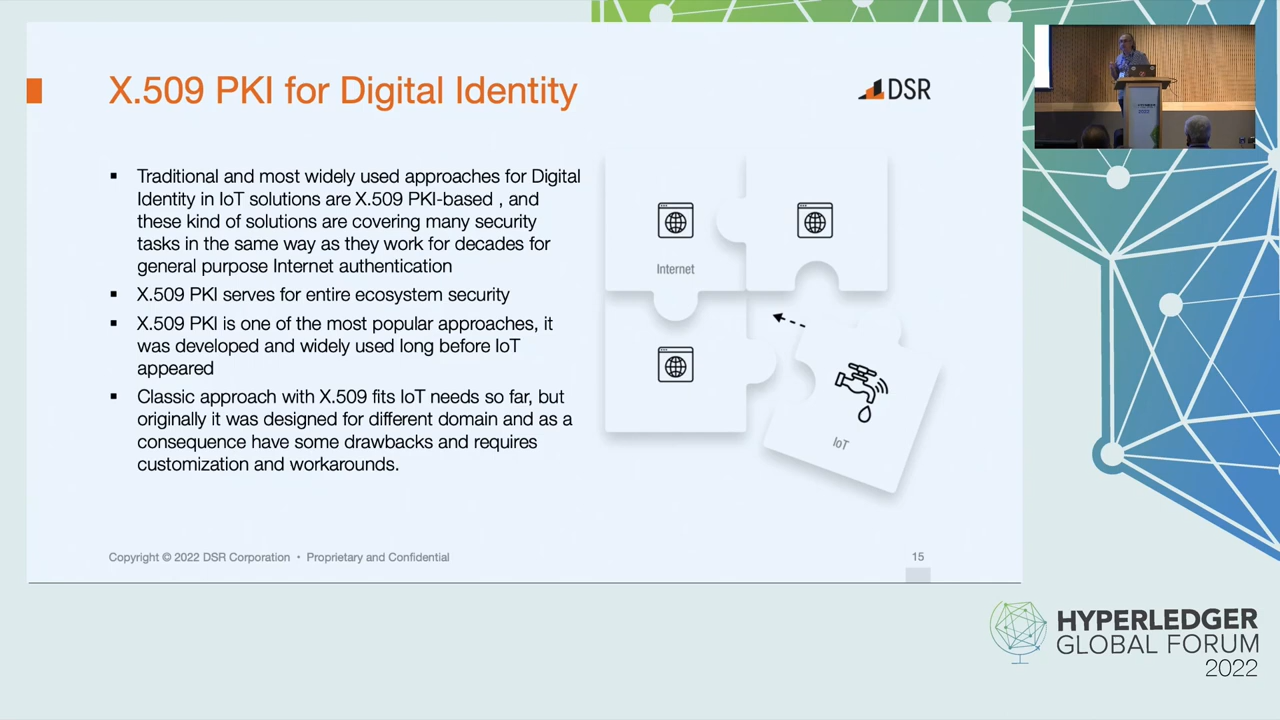 X.509 PKI for Digital Identity
DSR
▪ Traditional and most widely used approaches for Digital
Identity in IoT solutions are X.509 PKI-based , and
these kind of solutions are covering many security
tasks in the same way as they work for decades for
general purpose Internet authentication
▪ X.509 PKI serves for entire ecosystem security
▪ X.509 PKI is one of the most popular approaches, it
was developed and widely used long before IoT
appeared
▪ Classic approach with X.509 fits IoT needs so far, but
originally it was designed for different domain and as a
consequence have some drawbacks and requires
customization and workarounds.
Internet
IoT
Copyright © 2022 DSR Corporation • Proprietary and Confidential
15
HYPERLEDGER
GLOBAL FORUM
2022